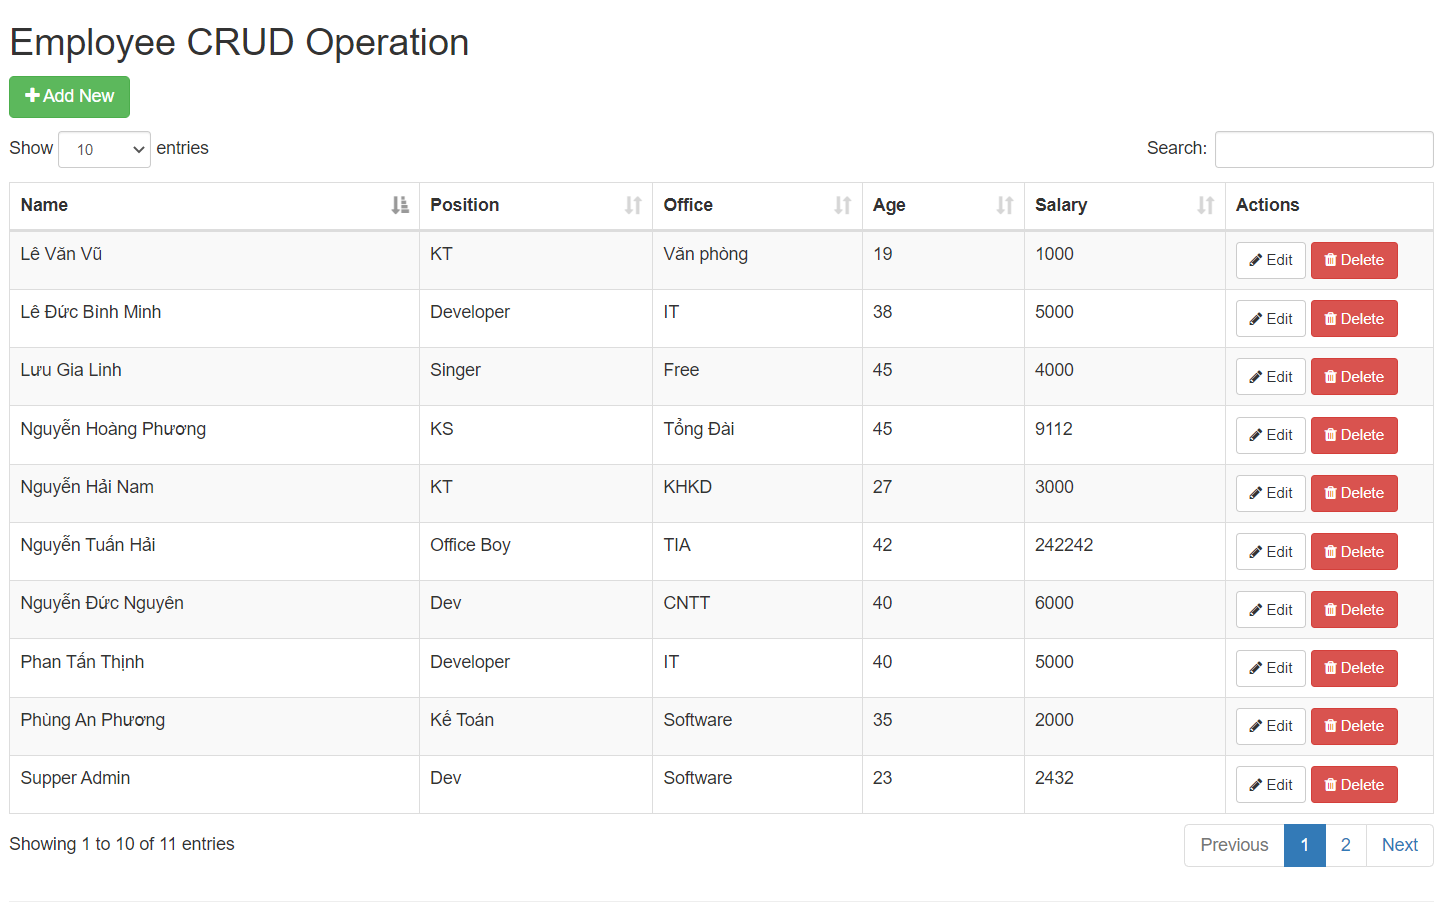 Employee CRUD Operation
Add New
Show 10 entries Search:
Name Position Office Age Salary Actions
Lê Văn Vũ KT Văn phòng 19 1000 Edit Delete
Lê Đức Bình Minh Developer IT 38 5000 Edit Delete
Lưu Gia Linh Singer Free 45 4000 Edit Delete
Nguyễn Hoàng Phương KS Tổng Đài 45 9112 Edit Delete
Nguyễn Hải Nam KT KHKD 27 3000 Edit Delete
Nguyễn Tuấn Hải Office Boy TIA 42 242242 Edit Delete
Nguyễn Đức Nguyên Dev CNTT 40 6000 Edit Delete
Phan Tấn Thịnh Developer IT 40 5000 Edit Delete
Phùng An Phương Kế Toán Software 35 2000 Edit Delete
Supper Admin Dev Software 23 2432 Edit Delete
Showing 1 to 10 of 11 entries Previous 1 2 Next